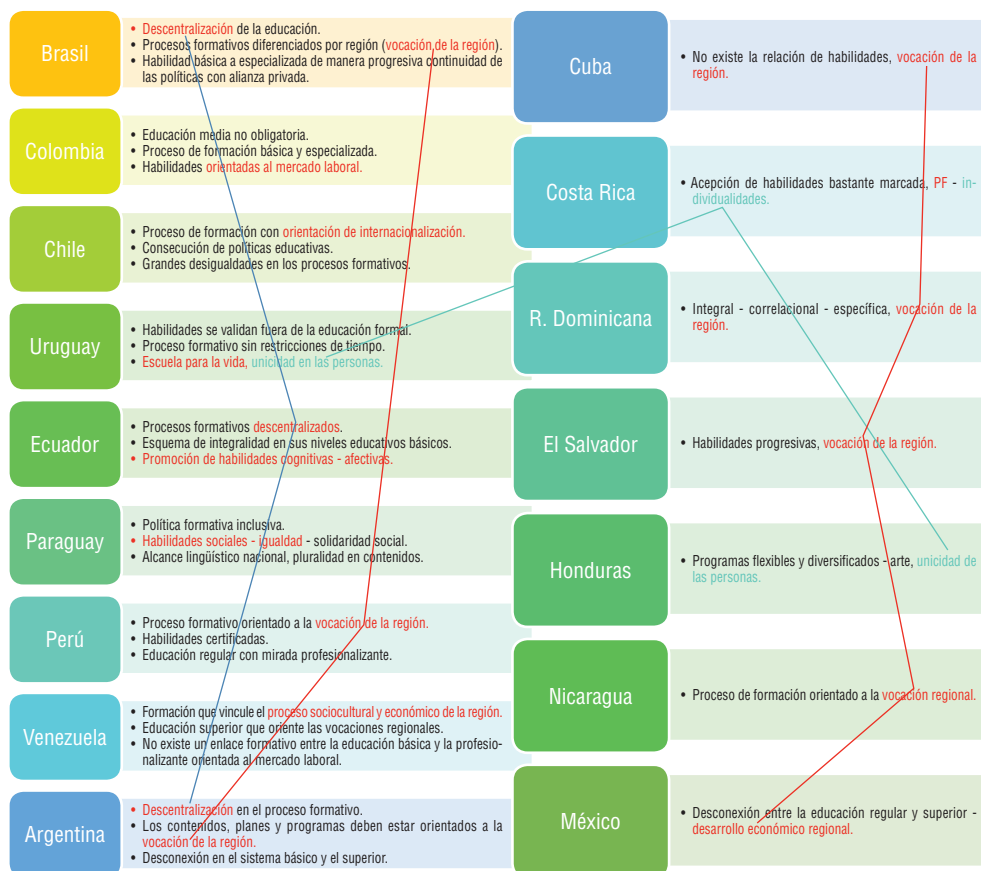 Brasil
• Descentralización de la educación.
• Procesos formativos diferenciados por región (vocación de la región).
• Habilidad básica a especializada de manera progresiva continuidad de
las políticas con alianza privada.
Colombia
• Educación media no obligatoria.
• Proceso de formación básica y especializada.
• Habilidades orientadas al mercado laboral.
Chile
• Proceso de formación con orientación de internacionalización.
• Consecución de políticas educativas.
• Grandes desigualdades en los procesos formativos.
Uruguay
• Habilidades se validan fuera de la educación formal.
• Proceso formativo sin restricciones de tiempo.
• Escuela para la vida, unicidad en las personas.
Ecuador
• Procesos formativos descentralizados.
• Esquema de integralidad en sus niveles educativos básicos.
• Promoción de habilidades cognitivas - afectivas.
Paraguay
• Política formativa inclusiva.
• Habilidades sociales - igualdad - solidaridad social.
• Alcance lingüístico nacional, pluralidad en contenidos.
Perú
• Proceso formativo orientado a la vocación de la región.
• Habilidades certificadas.
• Educación regular con mirada profesionalizante.
Venezuela
• Formación que vincule el proceso sociocultural y económico de la región.
• Educación superior que oriente las vocaciones regionales.
• No existe un enlace formativo entre la educación básica y la profesio-
nalizante orientada al mercado laboral.
Argentina
• Descentralización en el proceso formativo.
• Los contenidos, planes y programas deben estar orientados a la
vocación de la región.
• Desconexión en el sistema básico y el superior.
Cuba
• No existe la relación de habilidades, vocación de la
región.
Costa Rica
• Acepción de habilidades bastante marcada, PF - in-
dividualidades.
R. Dominicana
• Integral - correlacional - específica, vocación de la
región.
El Salvador
• Habilidades progresivas, vocación de la región.
Honduras
• Programas flexibles y diversificados - arte, unicidad de
las personas.
Nicaragua
• Proceso de formación orientado a la vocación regional.
México
• Desconexión entre la educación regular y superior -
desarrollo económico regional.